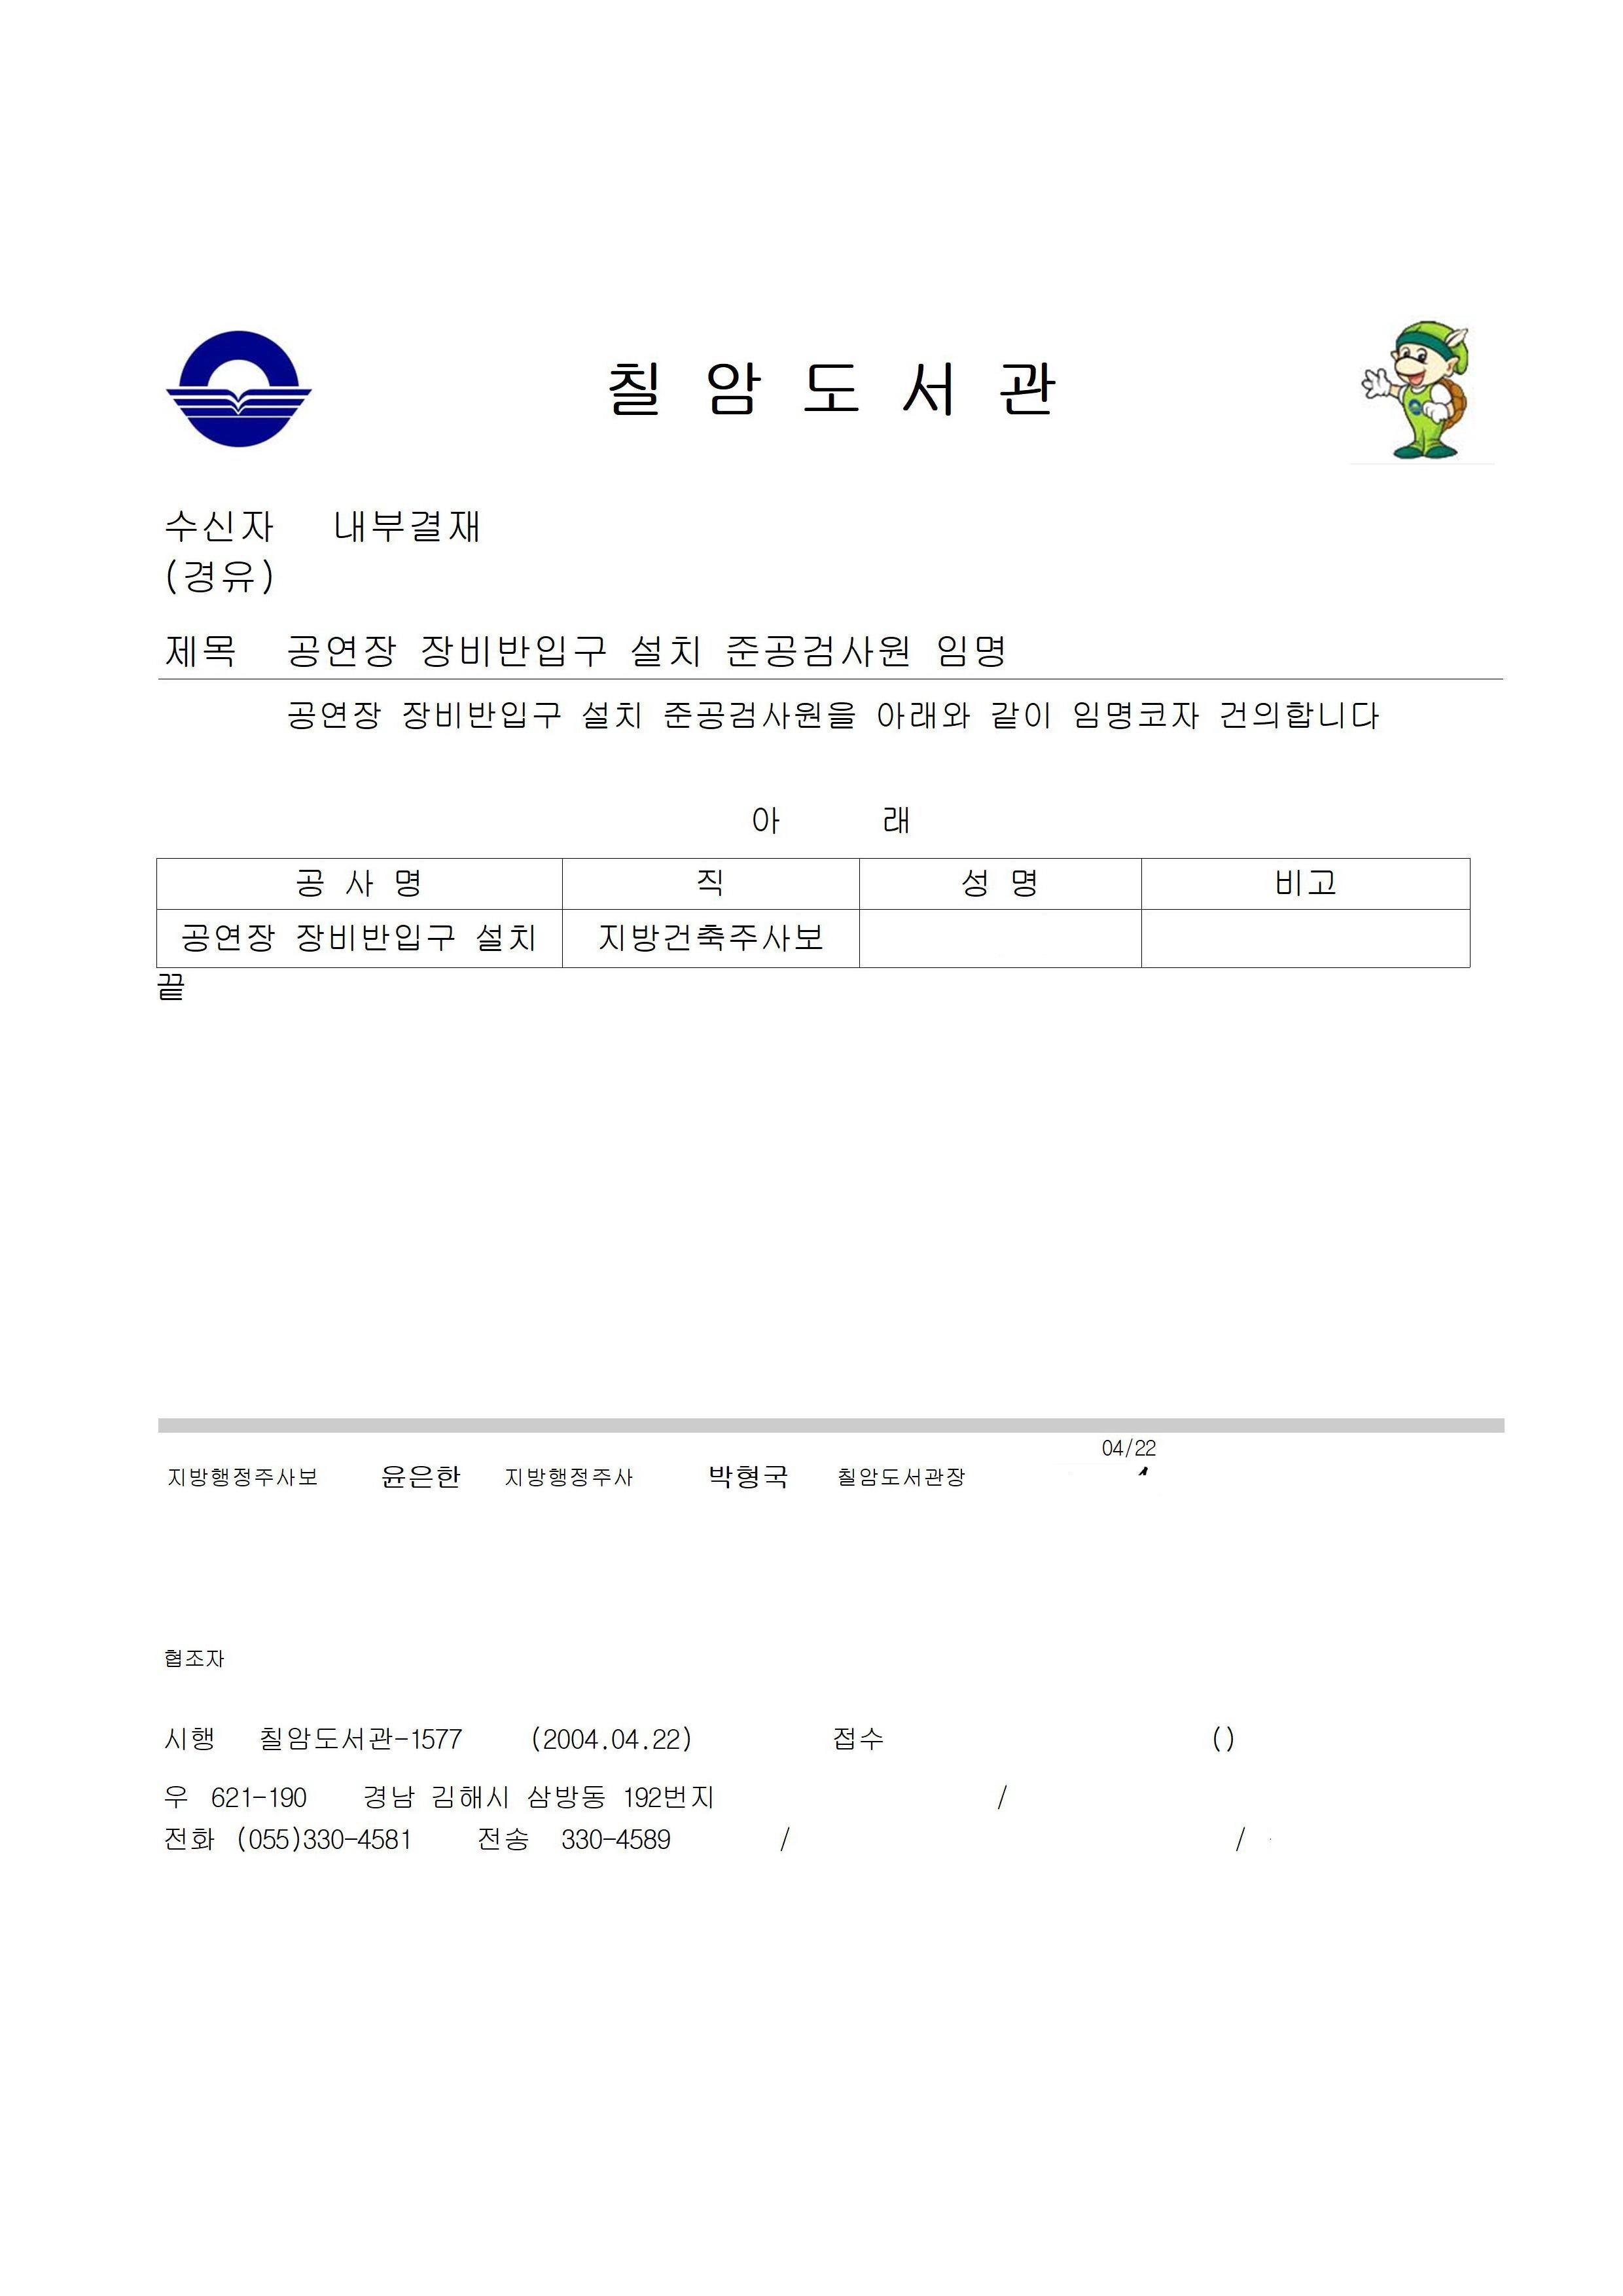 칠 암 도 서 관
수신자 내부결재
(경유)
제목 공연장 장비반입구 설치 준공검사원 임명
공연장 장비반입구 설치 준공검사원을 아래와 같이 임명코자 건의합니다
아 래
공 사 명 직 성 명 비고
공연장 장비반입구 설치 지방건축주사보
끝
04/22
지방행정주사보 윤은한 지방행정주사 박형국 칠암도서관장
협조자
시행 칠암도서관-1577 (2004.04.22) 접수 ()
우 621-190 경남 김해시 삼방동 192번지 /
전화 (055)330-4581 전송 330-4589 / /